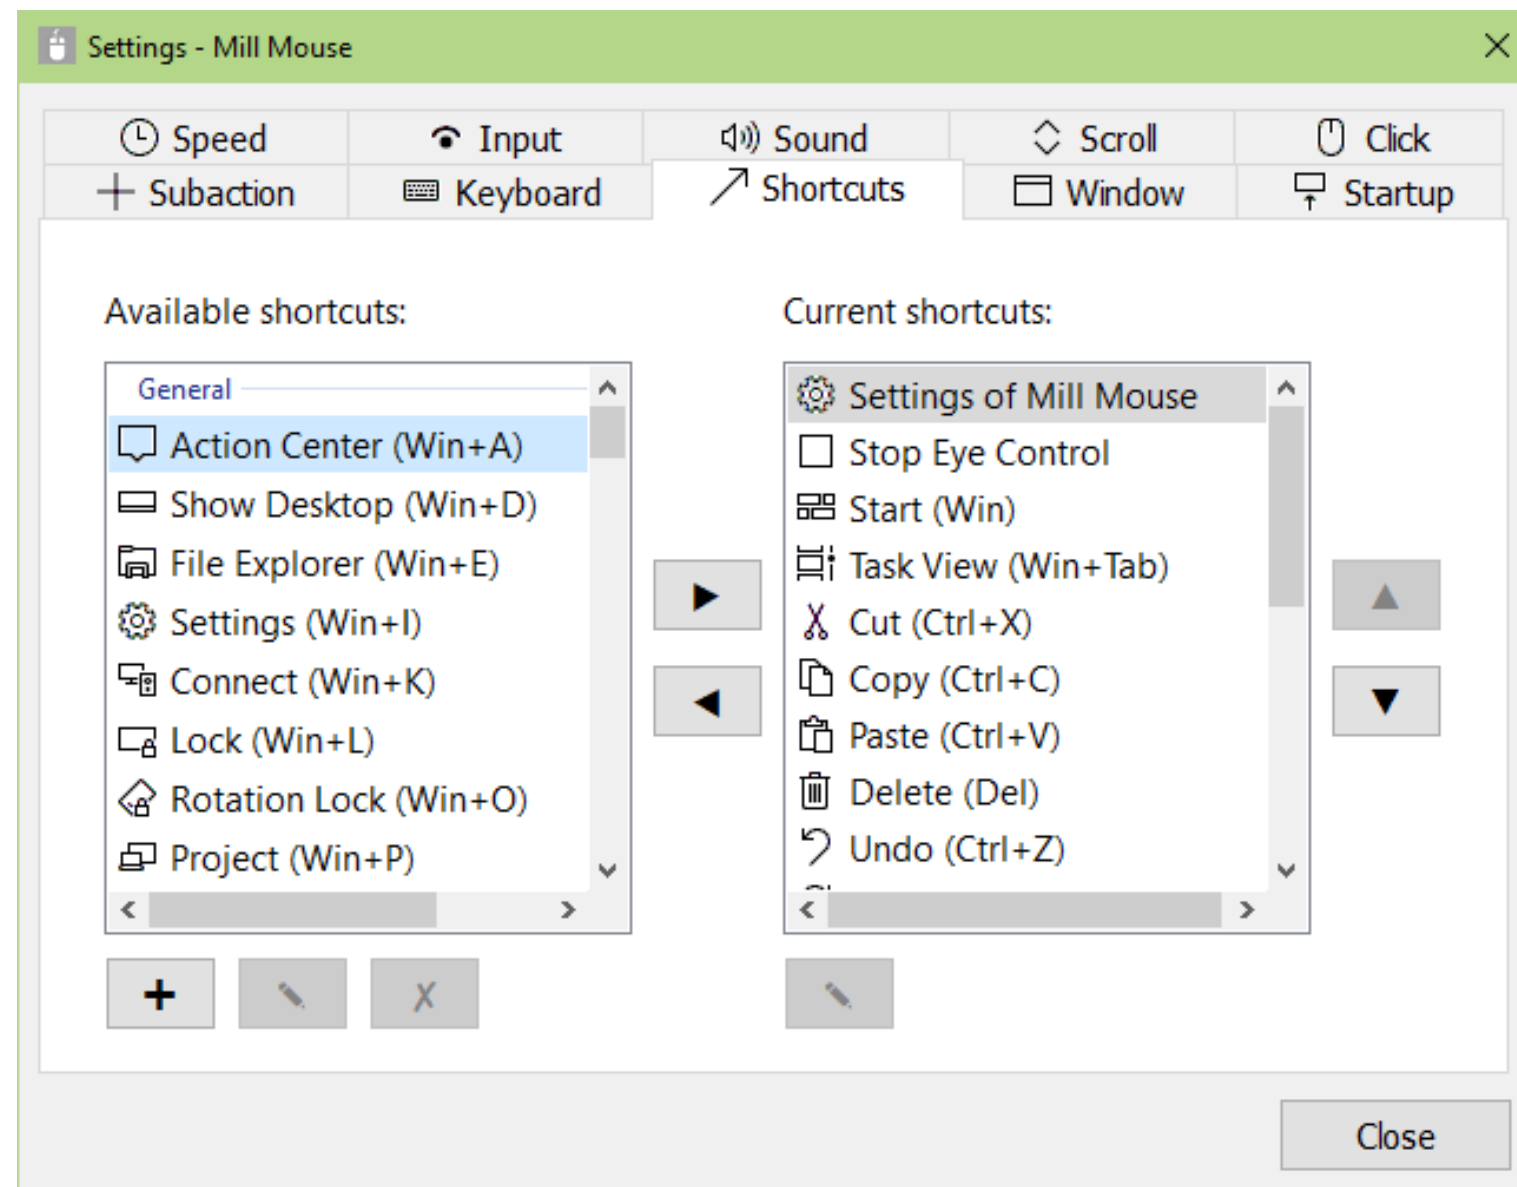 Settings - Mill Mouse
Speed
Input
Sound
Scroll
Click
Subaction
Keyboard
Shortcuts
Window
Startup
Available shortcuts:
General
Action Center (Win+A)
Show Desktop (Win+D)
File Explorer (Win+E)
Settings (Win+I)
Connect (Win+K)
Lock (Win+L)
Rotation Lock (Win+O)
Project (Win+P)
Current shortcuts:
Settings of Mill Mouse
Stop Eye Control
Start (Win)
Task View (Win+Tab)
Cut (Ctrl+X)
Copy (Ctrl+C)
Paste (Ctrl+V)
Delete (Del)
Undo (Ctrl+Z)
Close